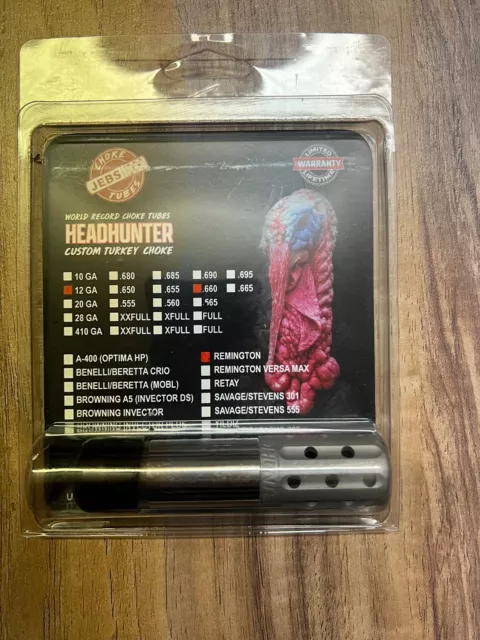 CHOKE
JEBS
TUBES
LIMITED
WARRANTY
LIFETIME
WORLD RECORD CHOKE TUBES
HEADHUNTER
CUSTOM TURKEY CHOKE
10 GA .680 .685 .690 .695
12 GA .650 .655 .660 .665
20 GA .555 .560 .565
28 GA XXFULL XFULL FULL
410 GA XXFULL XFULL FULL
A-400 (OPTIMA HP) REMINGTON
BENELLI/BERETTA CRIO REMINGTON VERSA MAX
BENELLI/BERETTA (MOBL) RETAY
BROWNING A5 (INVECTOR DS) SAVAGE/STEVENS 301
BROWNING INVECTOR SAVAGE/STEVENS 555
BROWNING INVECTOR PLUS